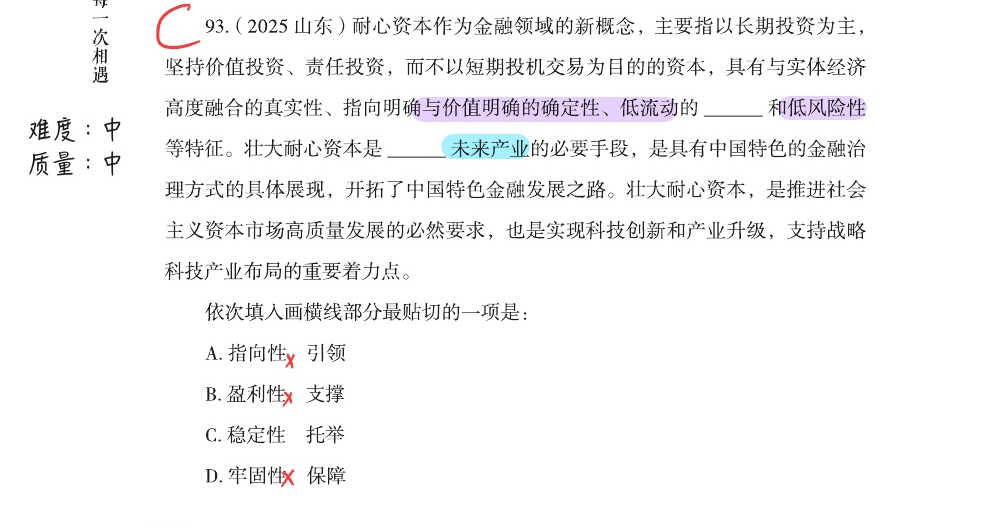 每一次相遇
难度：中
质量：中
C
93.（2025 山东）耐心资本作为金融领域的新概念，主要指以长期投资为主，
坚持价值投资、责任投资，而不以短期投机交易为目的的资本，具有与实体经济
高度融合的真实性、指向明确与价值明确的确定性、低流动的 ______ 和低风险性
等特征。壮大耐心资本是 ______ 未来产业的必要手段，是具有中国特色的金融治
理方式的具体展现，开拓了中国特色金融发展之路。壮大耐心资本，是推进社会
主义资本市场高质量发展的必然要求，也是实现科技创新和产业升级，支持战略
科技产业布局的重要着力点。
依次填入画横线部分最贴切的一项是：
A. 指向性 x 引领
B. 盈利性 x 支撑
C. 稳定性 托举
D. 牢固性 x 保障